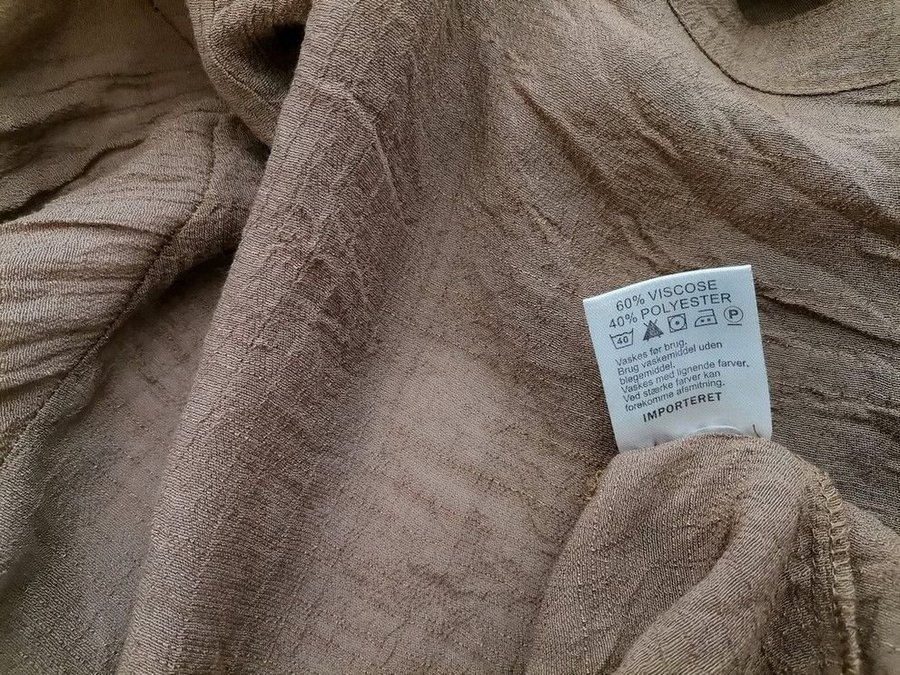 60% VISCOSE
40% POLYESTER
40 P
Vaskes før brug.
Brug vaskemiddel uden
blegemiddel.
Vaskes med lignende farver.
Ved stærke farver kan
forekomme afsmitning.
IMPORTERET